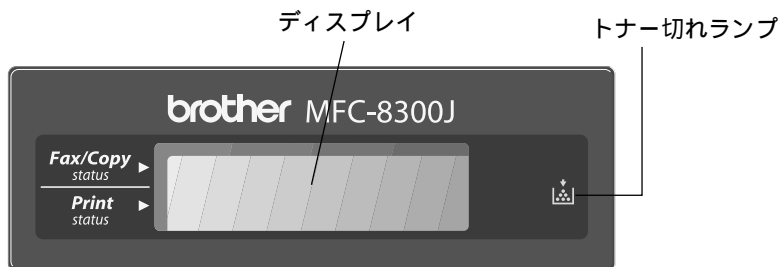 ディスプレイ
トナー切れランプ
brother MFC-8300J
Fax/Copy
status
Print
status